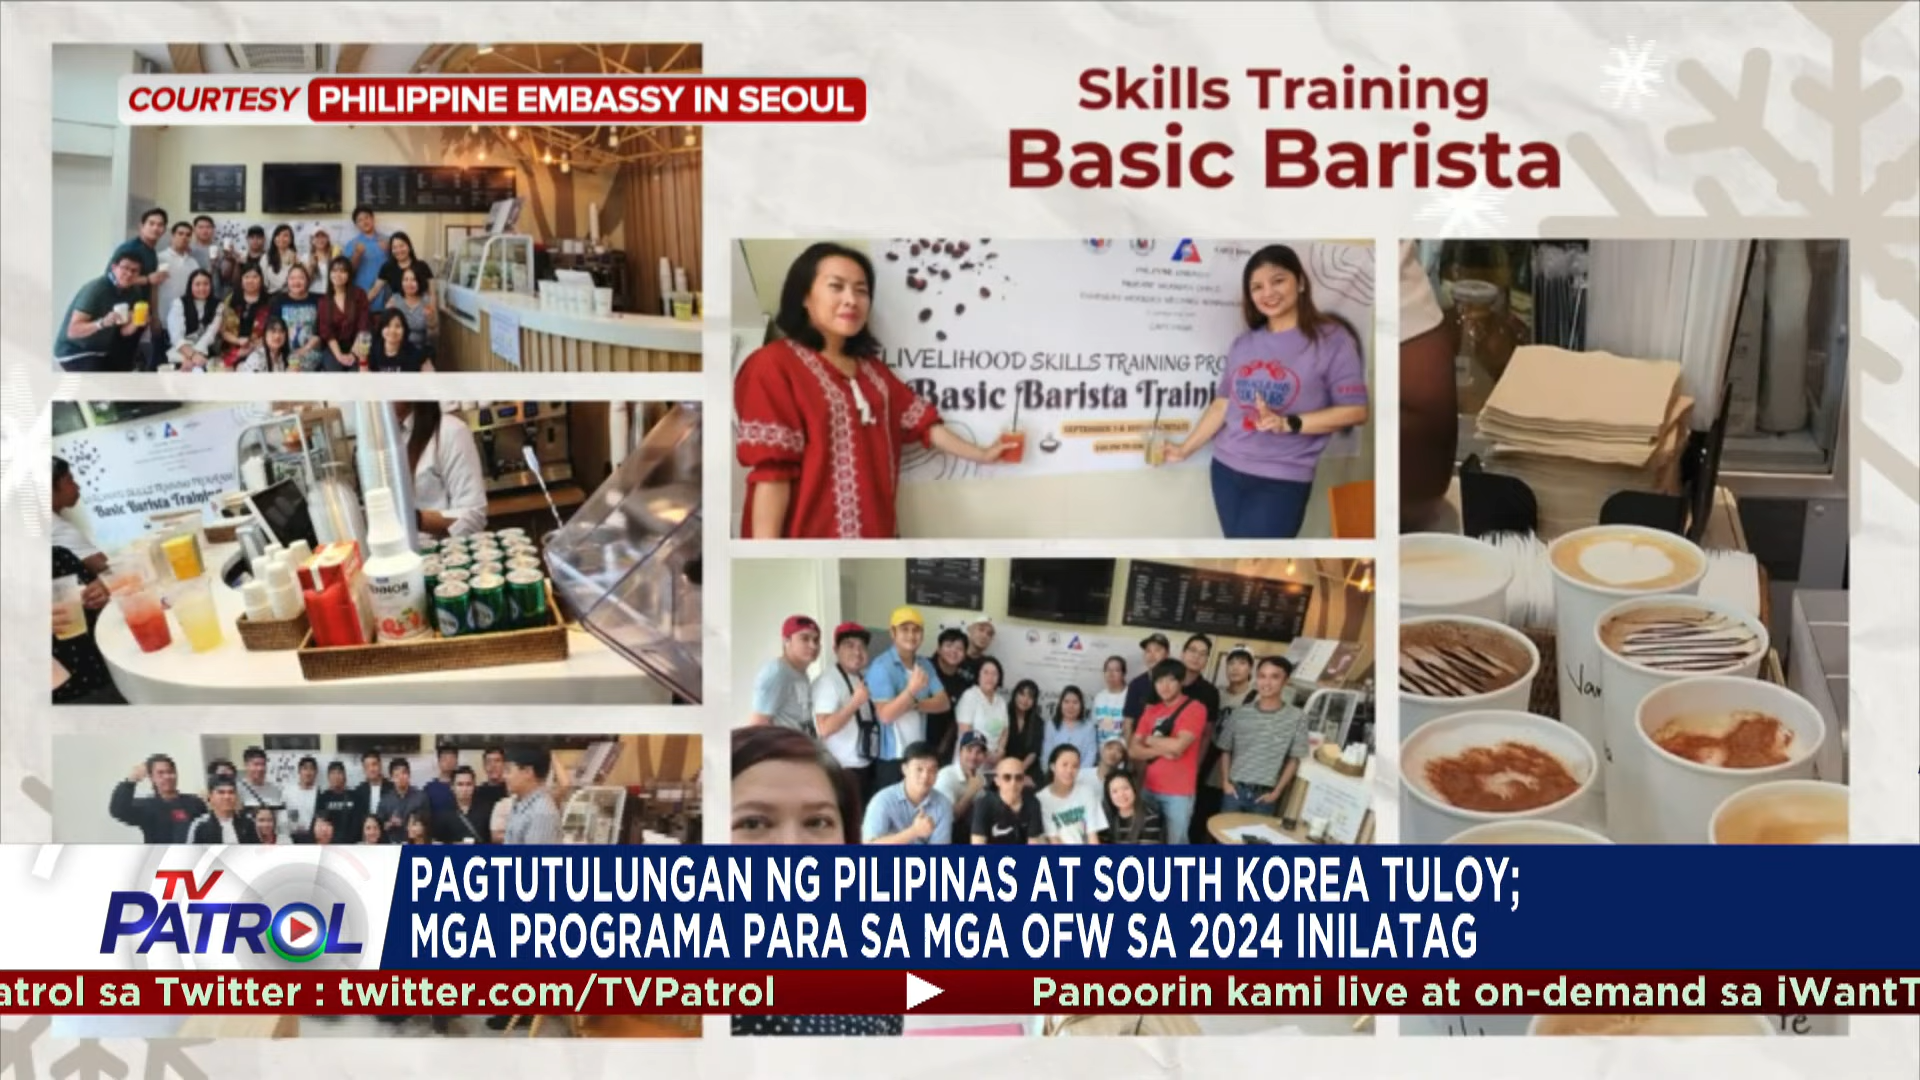 COURTESY PHILIPPINE EMBASSY IN SEOUL
Skills Training
Basic Barista
LIVELIHOOD SKILLS TRAINING PRO
Basic Barista Traini
Basic Barista Training
TV PATROL
PAGTUTULUNGAN NG PILIPINAS AT SOUTH KOREA TULOY;
MGA PROGRAMA PARA SA MGA OFW SA 2024 INILATAG
atrol sa Twitter : twitter.com/TVPatrol
Panoorin kami live at on-demand sa iWantT